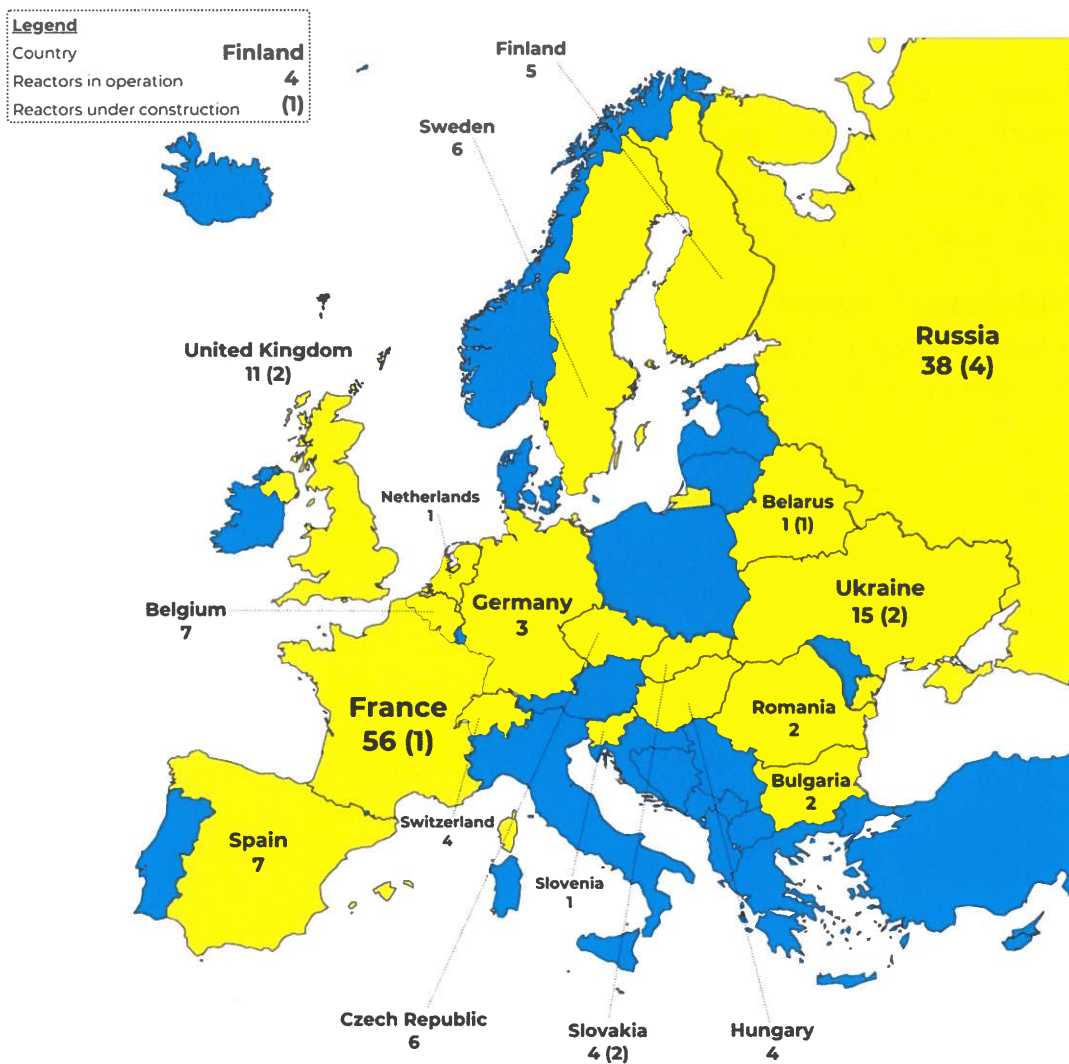 Legend
Country Finland
Reactors in operation 4
Reactors under construction (1)
Finland
5
Sweden
6
Russia
38 (4)
United Kingdom
11 (2)
Netherlands
1
Belarus
1 (1)
Ukraine
15 (2)
Belgium
7
Germany
3
France
56 (1)
Romania
2
Bulgaria
2
Switzerland
4
Spain
7
Slovenia
1
Czech Republic
6
Slovakia
4 (2)
Hungary
4